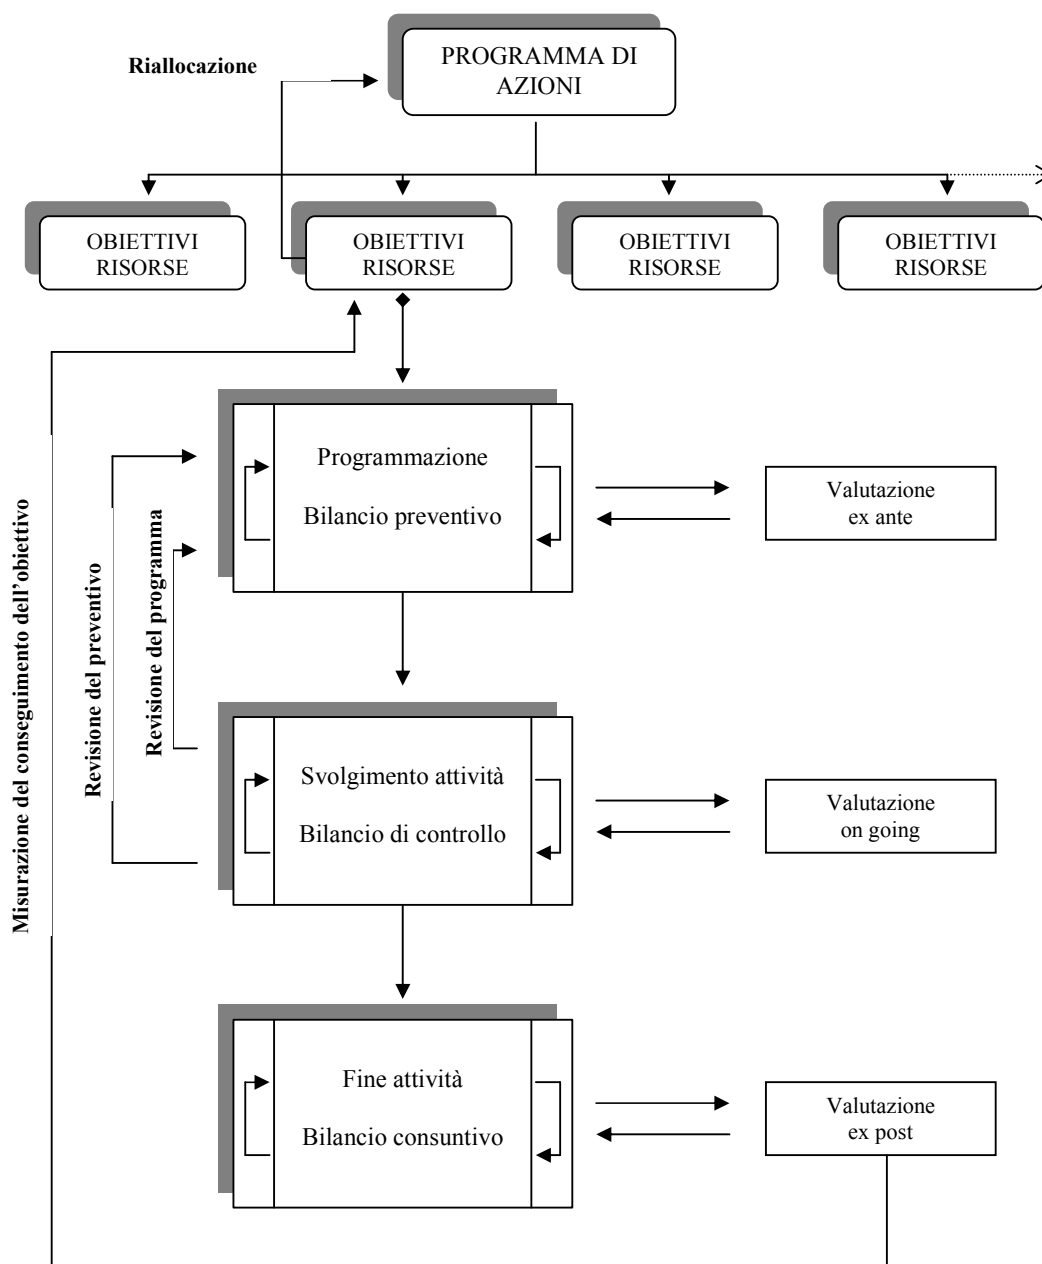 PROGRAMMA DI
AZIONI
Riallocazione
OBIETTIVI
RISORSE
OBIETTIVI
RISORSE
OBIETTIVI
RISORSE
OBIETTIVI
RISORSE
Misurazione del conseguimento dell'obiettivo
Revisione del preventivo
Revisione del programma
Programmazione
Bilancio preventivo
Valutazione
ex ante
Svolgimento attività
Bilancio di controllo
Valutazione
on going
Fine attività
Bilancio consuntivo
Valutazione
ex post